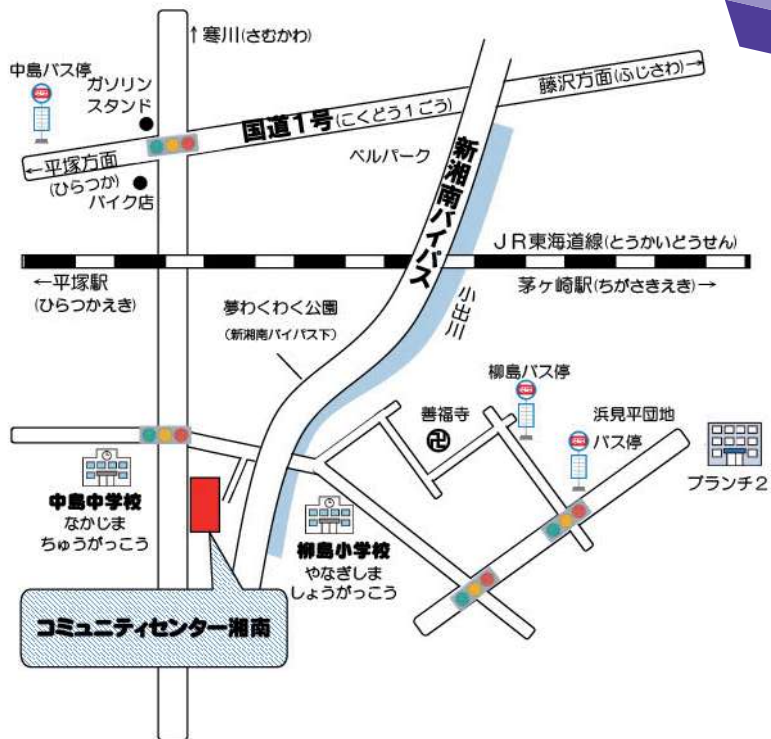 ↑寒川(さむかわ)
中島バス停
ガソリン
スタンド
藤沢方面(ふじさわ)→
国道1号(こくどう1ごう)
ベルパーク
←平塚方面
(ひらつか)
バイク店
新湘南バイパス
JR東海道線(とうかいどうせん)
←平塚駅
(ひらつかえき)
茅ヶ崎駅(ちがさきえき)→
小出川
夢わくわく公園
(新湘南バイパス下)
柳島バス停
善福寺
卍
浜見平団地
バス停
ブランチ2
中島中学校
なかじま
ちゅうがっこう
柳島小学校
やなぎしま
しょうがっこう
コミュニティセンター湘南